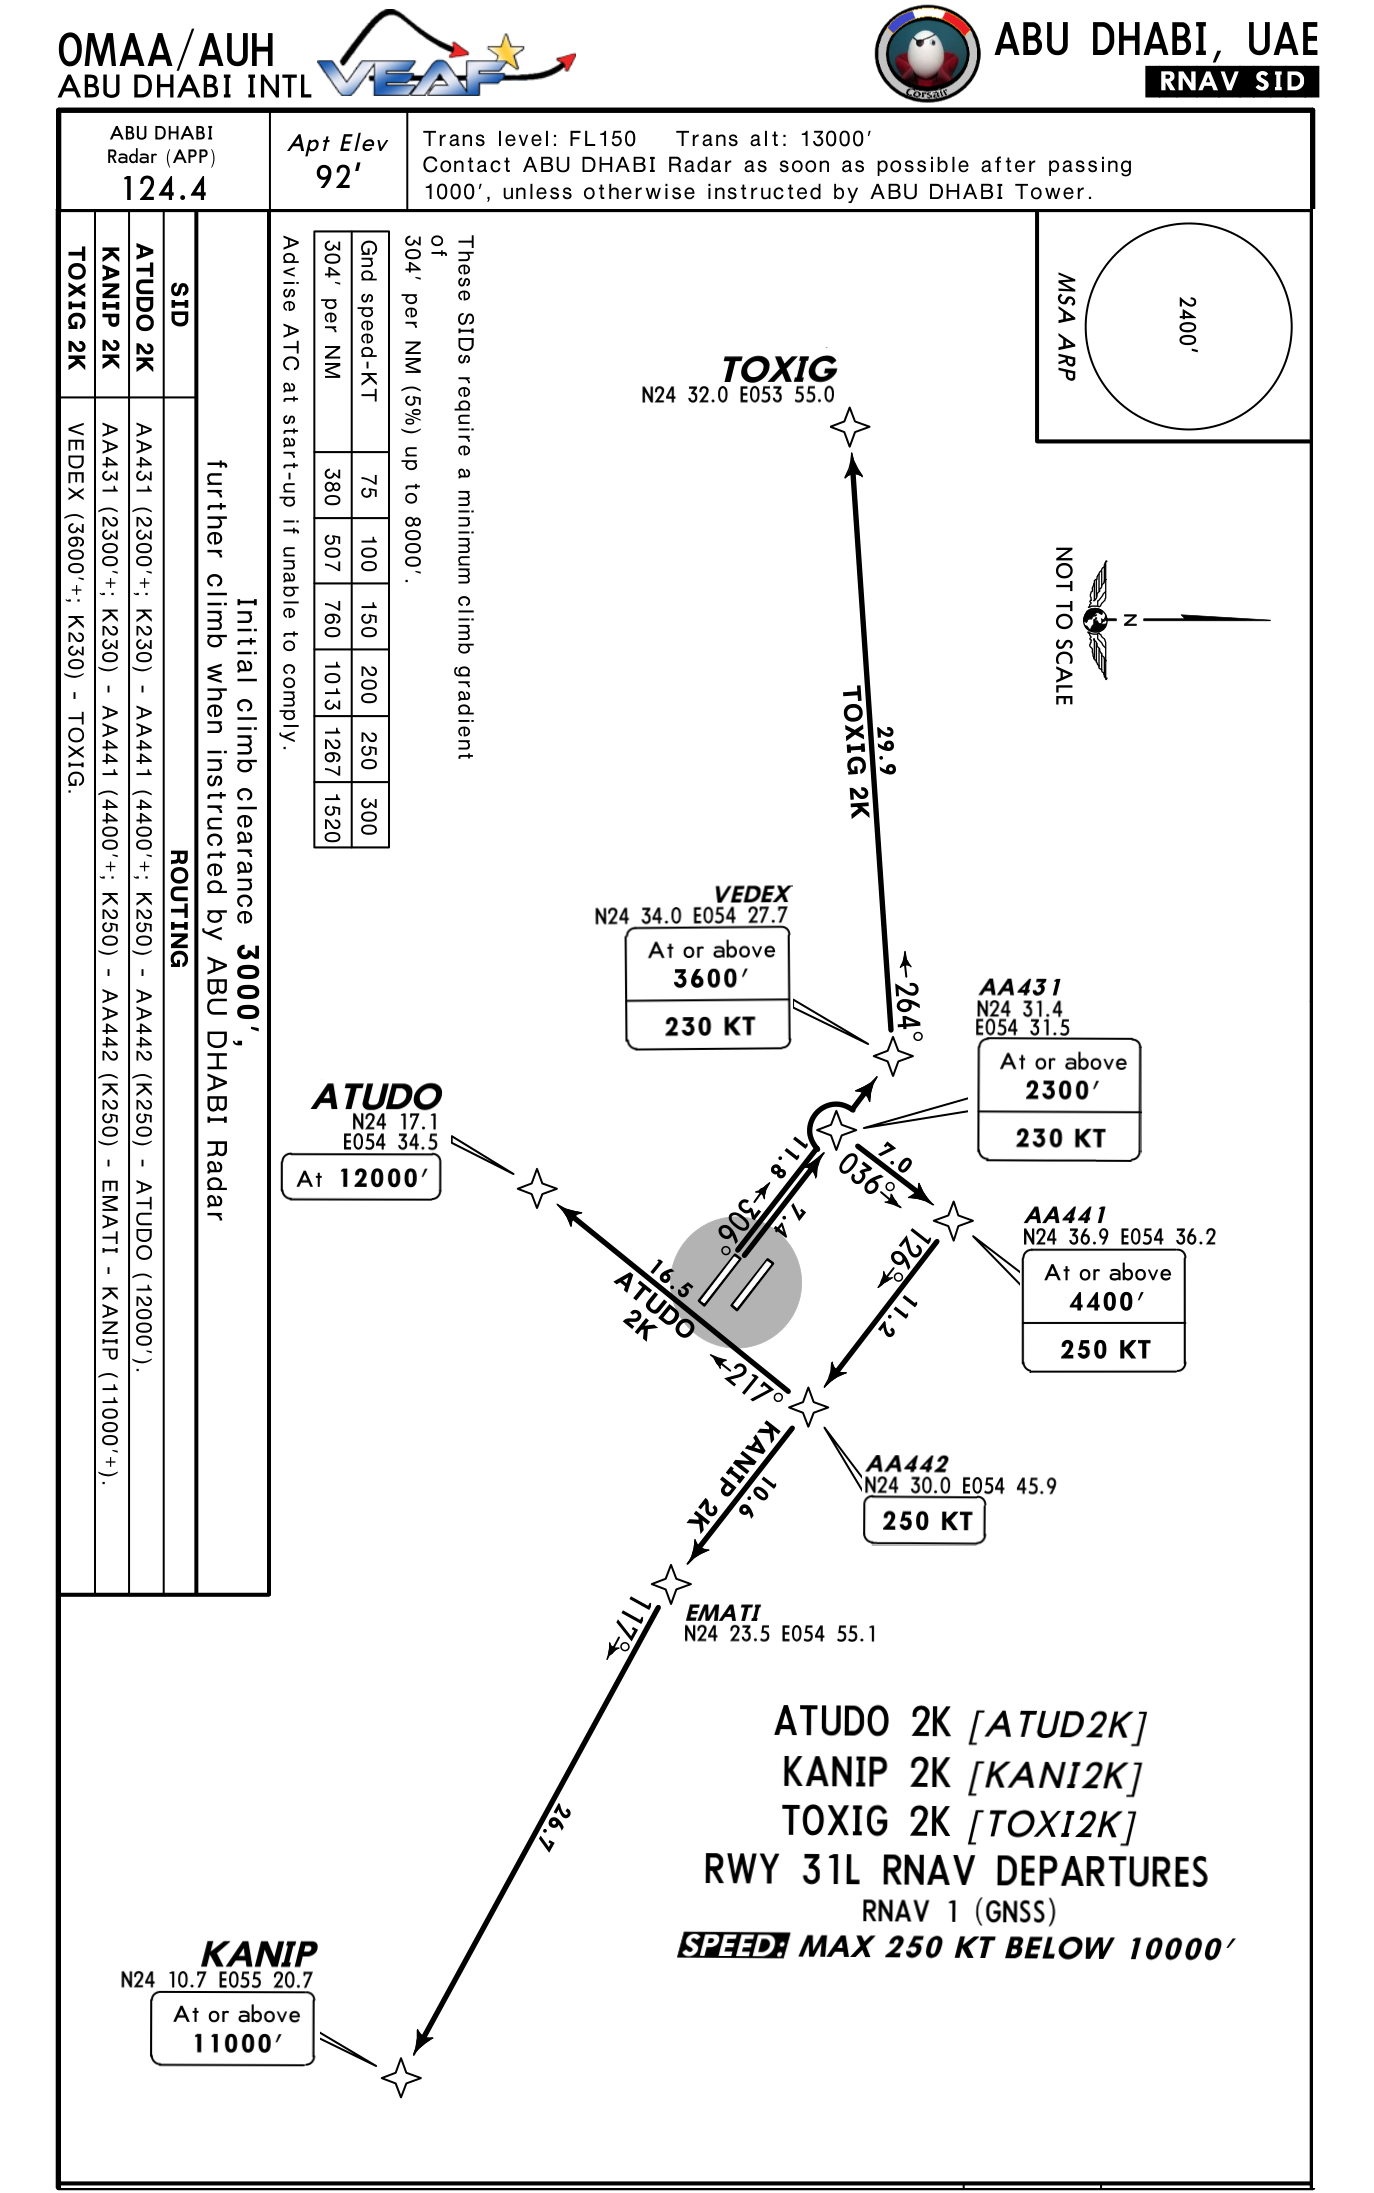 OMAA/AUH
ABU DHABI INTL
VEAF
Corsair
ABU DHABI, UAE
RNAV SID
ABU DHABI
Radar (APP)
124.4
Apt Elev
92'
Trans level: FL150 Trans alt: 13000'
Contact ABU DHABI Radar as soon as possible after passing
1000', unless otherwise instructed by ABU DHABI Tower.
MSA ARP
2400'
These SIDs require a minimum climb gradient
of
304' per NM (5%) up to 8000'.
Gnd speed-KT 75 100 150 200 250 300
304' per NM 380 507 760 1013 1267 1520
Advise ATC at start-up if unable to comply.
Initial climb clearance 3000',
further climb when instructed by ABU DHABI Radar
SID ROUTING
ATUDO 2K AA431 (2300'+; K230) - AA441 (4400'+; K250) - AA442 (K250) - ATUDO (12000').
KANIP 2K AA431 (2300'+; K230) - AA441 (4400'+; K250) - AA442 (K250) - EMATI - KANIP (11000'+).
TOXIG 2K VEDEX (3600'+; K230) - TOXIG.
TOXIG
N24 32.0 E053 55.0
NOT TO SCALE
N
29.9
TOXIG 2K
264°
VEDEX
N24 34.0 E054 27.7
At or above
3600'
230 KT
AA431
N24 31.4
E054 31.5
At or above
2300'
230 KT
ATUDO
N24 17.1
E054 34.5
At 12000'
11.8
306°
7.4
7.0
036°
AA441
N24 36.9 E054 36.2
At or above
4400'
250 KT
126°
11.2
16.5
ATUDO
2K
217°
AA442
N24 30.0 E054 45.9
250 KT
KANIP 2K
10.6
EMATI
N24 23.5 E054 55.1
117°
26.7
ATUDO 2K [ATUD2K]
KANIP 2K [KANI2K]
TOXIG 2K [TOXI2K]
RWY 31L RNAV DEPARTURES
RNAV 1 (GNSS)
SPEED: MAX 250 KT BELOW 10000'
KANIP
N24 10.7 E055 20.7
At or above
11000'